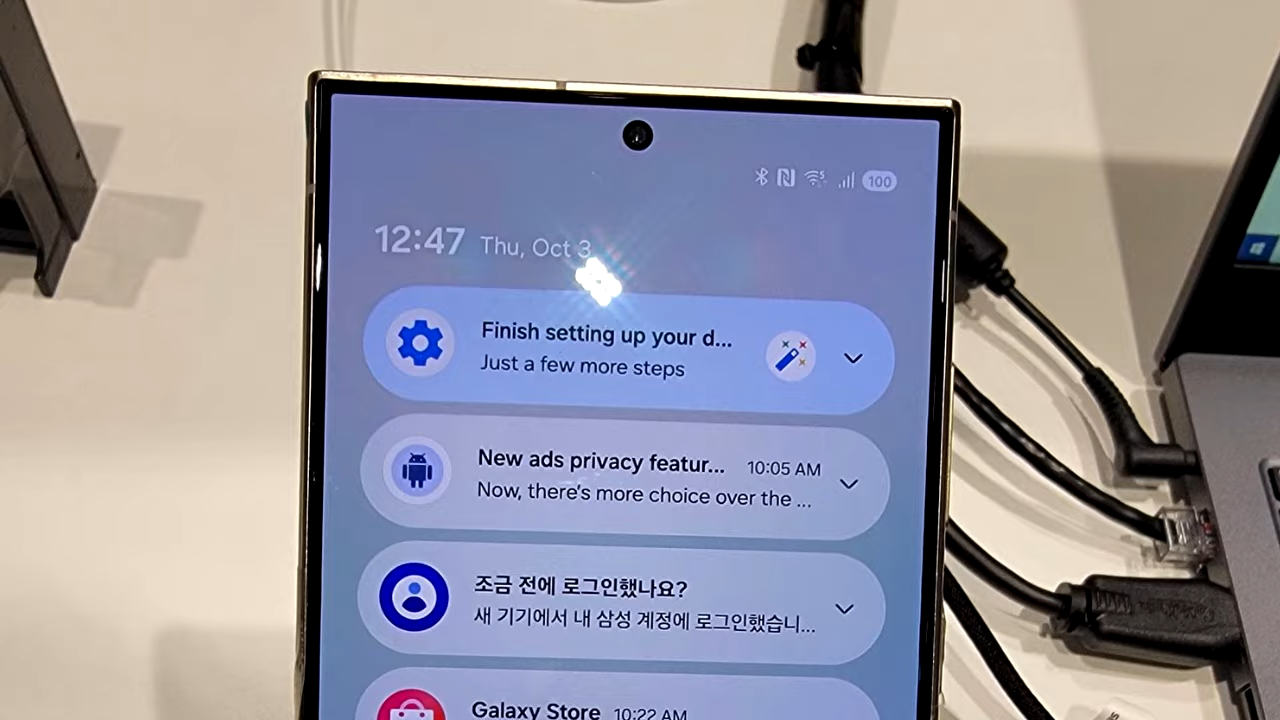 100
12:47 Thu, Oct 3
Finish setting up your d...
Just a few more steps
New ads privacy featur... 10:05 AM
Now, there's more choice over the ...
조금 전에 로그인했나요?
새 기기에서 내 삼성 계정에 로그인했습니...
Galaxy Store 10:22 AM